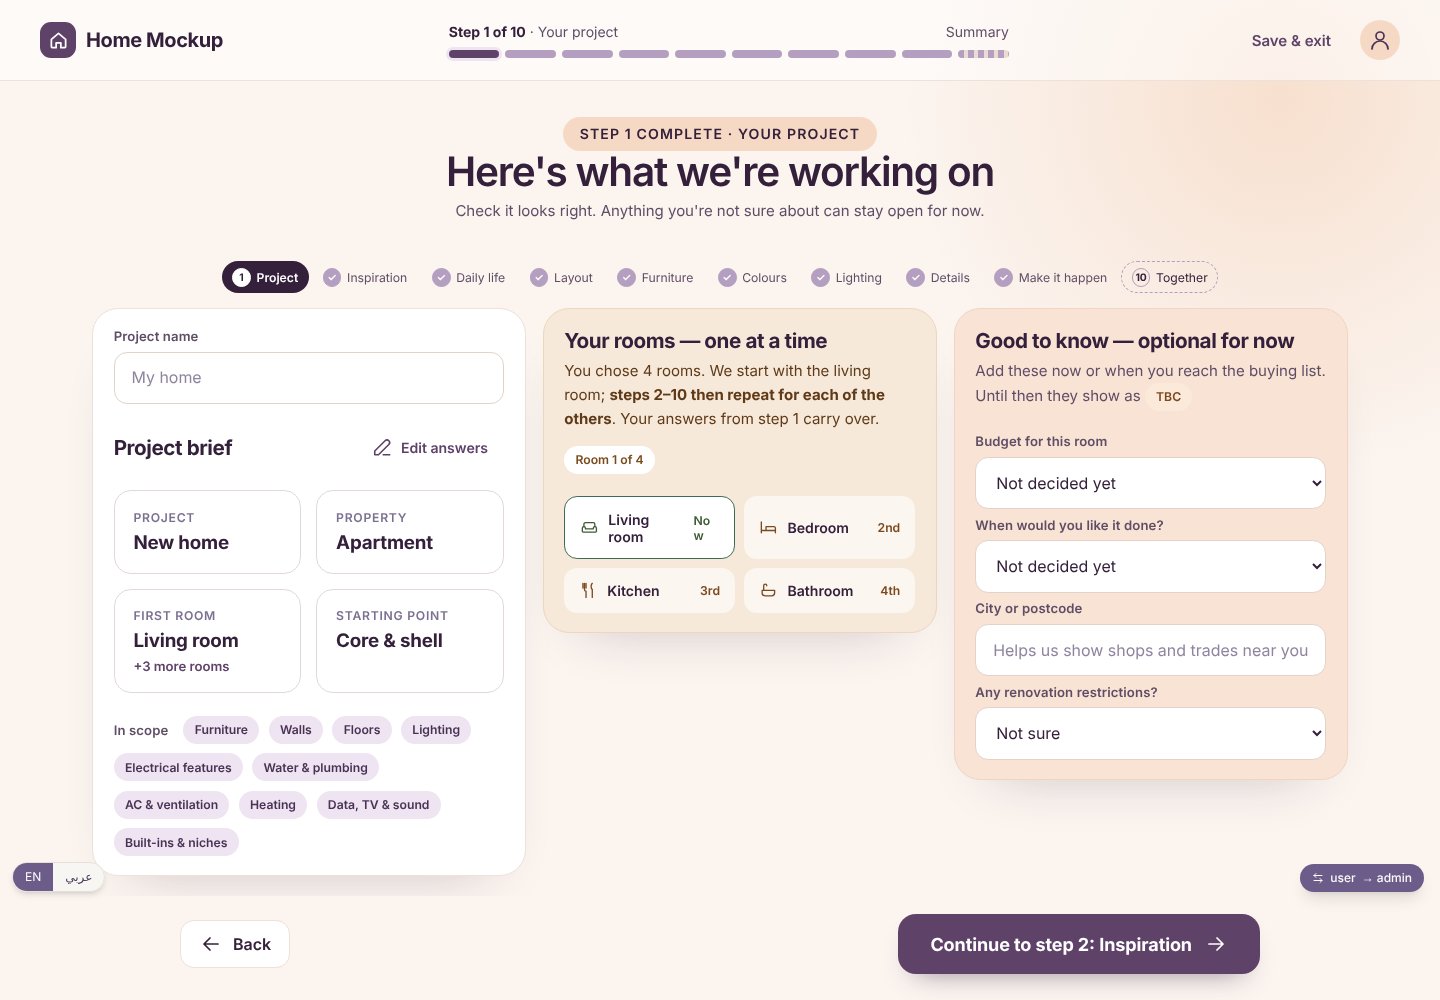 Home Mockup
Step 1 of 10 · Your project
Summary
Save & exit
STEP 1 COMPLETE · YOUR PROJECT
Here's what we're working on
Check it looks right. Anything you're not sure about can stay open for now.
1 Project
Inspiration
Daily life
Layout
Furniture
Colours
Lighting
Details
Make it happen
10 Together
Project name
My home
Project brief
Edit answers
PROJECT
New home
PROPERTY
Apartment
FIRST ROOM
Living room
+3 more rooms
STARTING POINT
Core & shell
In scope
Furniture
Walls
Floors
Lighting
Electrical features
Water & plumbing
AC & ventilation
Heating
Data, TV & sound
Built-ins & niches
Your rooms — one at a time
You chose 4 rooms. We start with the living
room; steps 2–10 then repeat for each of the
others. Your answers from step 1 carry over.
Room 1 of 4
Living
room
No
w
Bedroom
2nd
Kitchen
3rd
Bathroom
4th
Good to know — optional for now
Add these now or when you reach the buying list.
Until then they show as TBC
Budget for this room
Not decided yet
When would you like it done?
Not decided yet
City or postcode
Helps us show shops and trades near you
Any renovation restrictions?
Not sure
EN
عربي
user → admin
Back
Continue to step 2: Inspiration